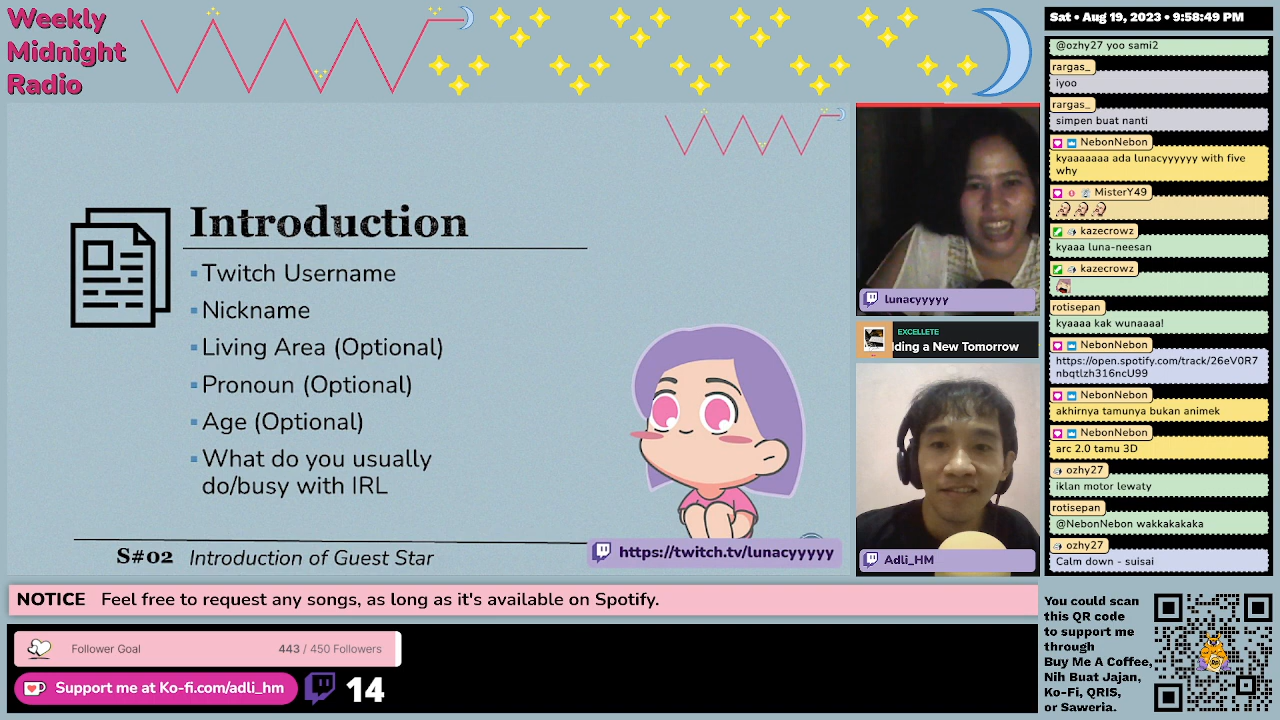 Weekly
Midnight
Radio
Introduction
Twitch Username
Nickname
Living Area (Optional)
Pronoun (Optional)
Age (Optional)
What do you usually
do/busy with IRL
S#02 Introduction of Guest Star
https://twitch.tv/lunacyyyyy
lunacyyyyy
EXCELLETE
lding a New Tomorrow
Adli_HM
Sat • Aug 19, 2023 • 9:58:49 PM
@ozhy27 yoo sami2
rargas_
iyoo
rargas_
simpen buat nanti
NebonNebon
kyaaaaaaa ada lunacyyyyyy with five
why
MisterY49
kazecrowz
kyaaa luna-neesan
kazecrowz
rotisepan
kyaaaa kak wunaaaa!
NebonNebon
https://open.spotify.com/track/26eV0R7
nbqtlzh316ncU99
NebonNebon
akhirnya tamunya bukan animek
NebonNebon
arc 2.0 tamu 3D
ozhy27
iklan motor lewaty
rotisepan
@NebonNebon wakkakakaka
ozhy27
Calm down - suisai
NOTICE Feel free to request any songs, as long as it's available on Spotify.
Follower Goal 443 / 450 Followers
Support me at Ko-fi.com/adli_hm 14
You could scan
this QR code
to support me
through
Buy Me A Coffee,
Nih Buat Jajan,
Ko-Fi, QRIS,
or Saweria.